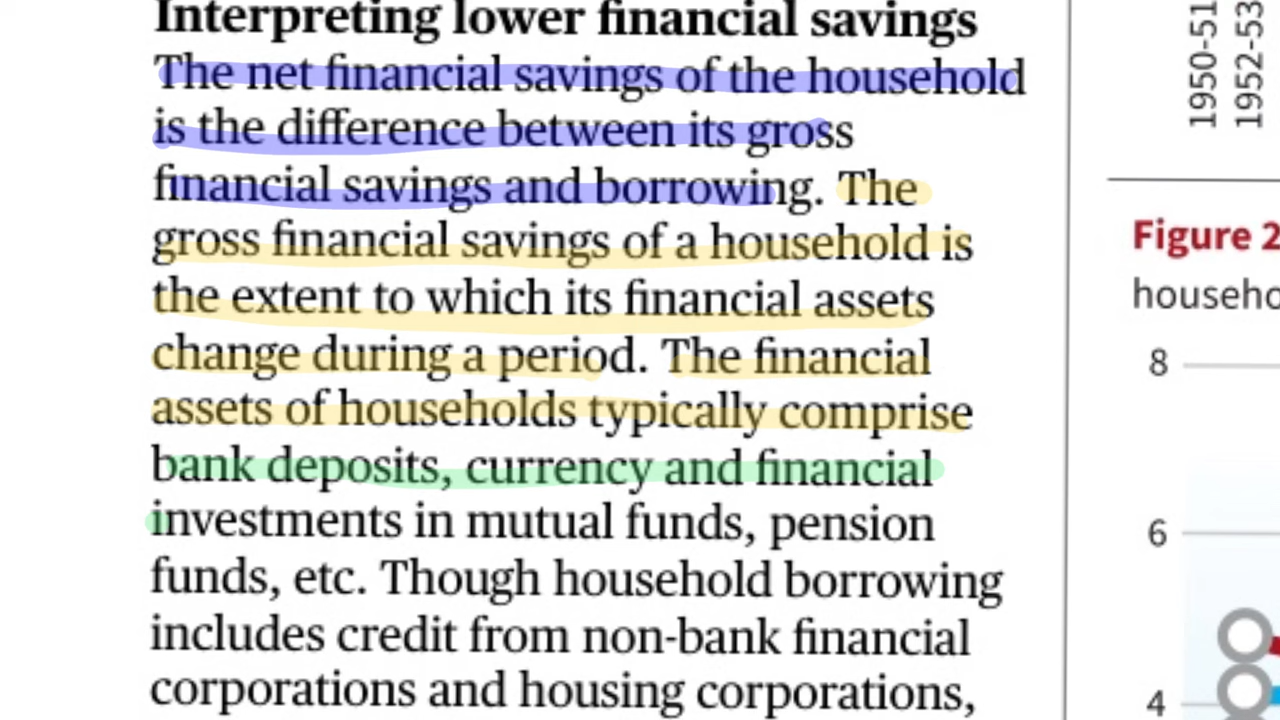 Interpreting lower financial savings
The net financial savings of the household
is the difference between its gross
financial savings and borrowing. The
gross financial savings of a household is
the extent to which its financial assets
change during a period. The financial
assets of households typically comprise
bank deposits, currency and financial
investments in mutual funds, pension
funds, etc. Though household borrowing
includes credit from non-bank financial
corporations and housing corporations,
1950-51
1952-53
Figure 2
househo
8
6
4